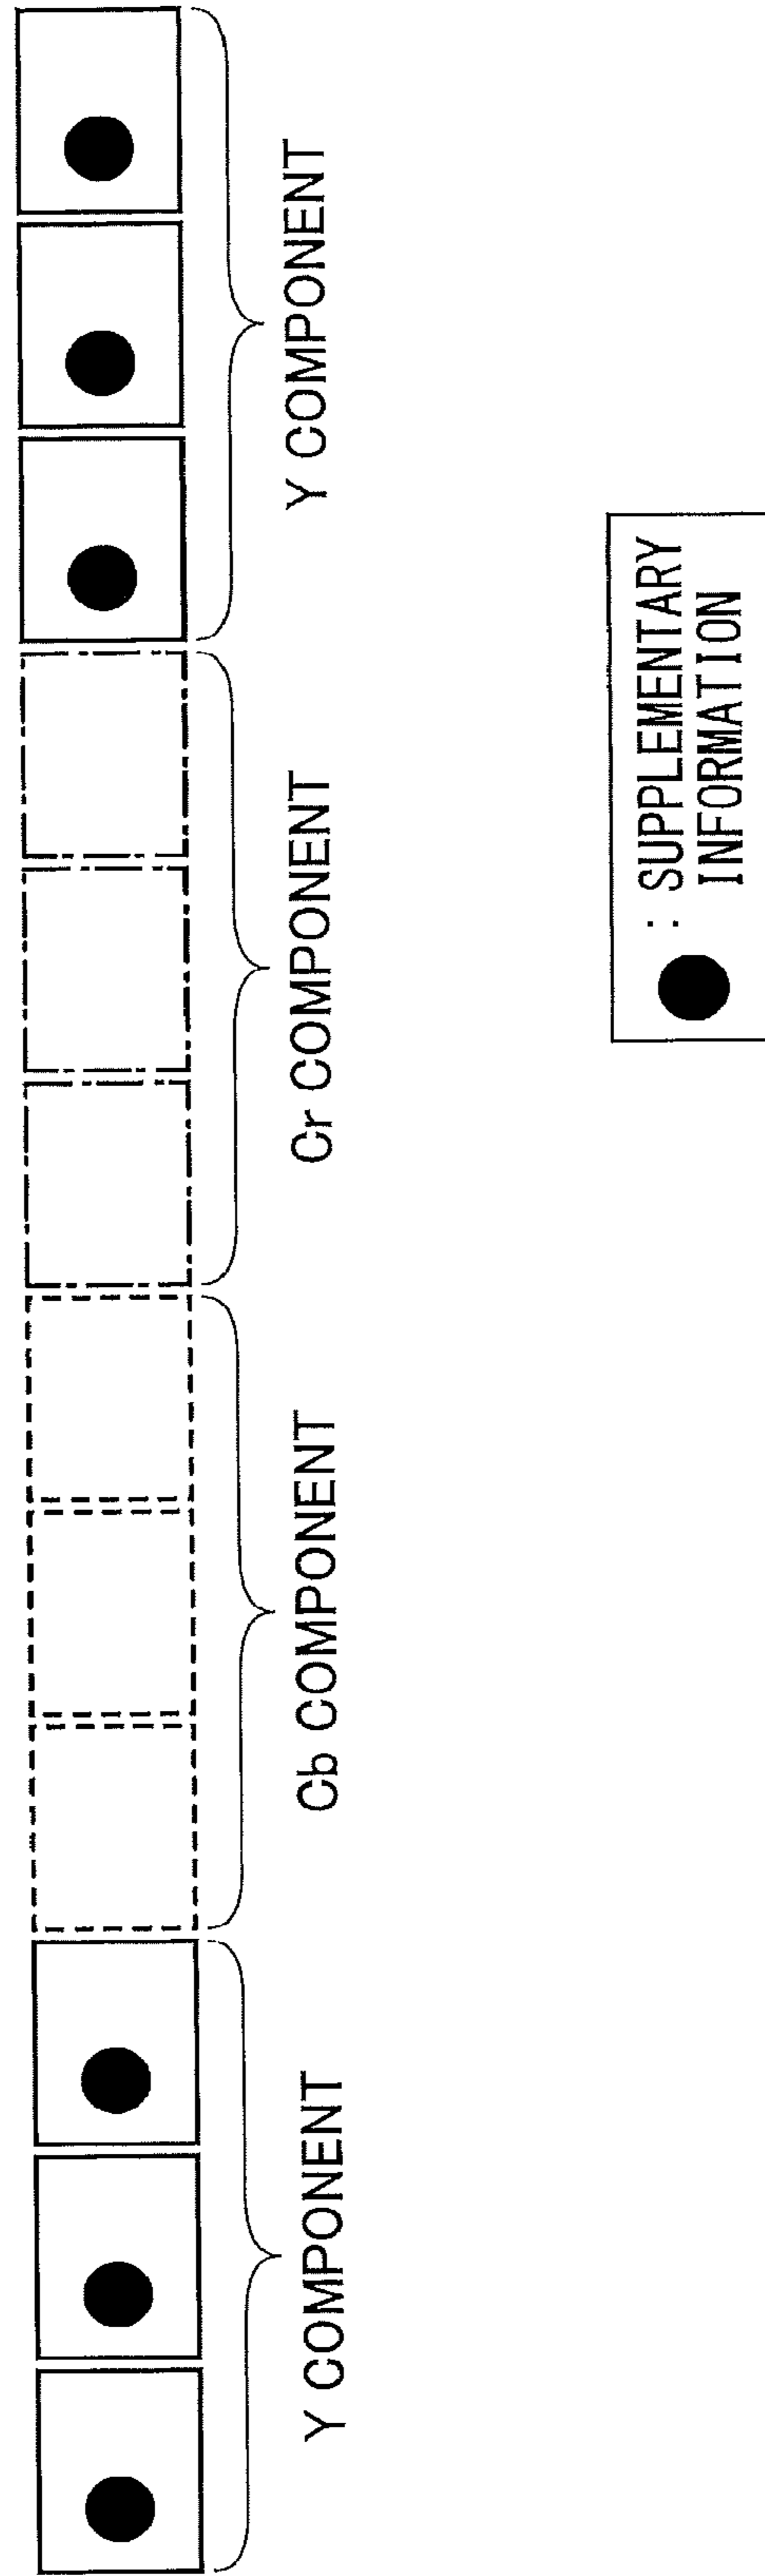 Y COMPONENT
Cb COMPONENT
Cr COMPONENT
Y COMPONENT
: SUPPLEMENTARY
INFORMATION